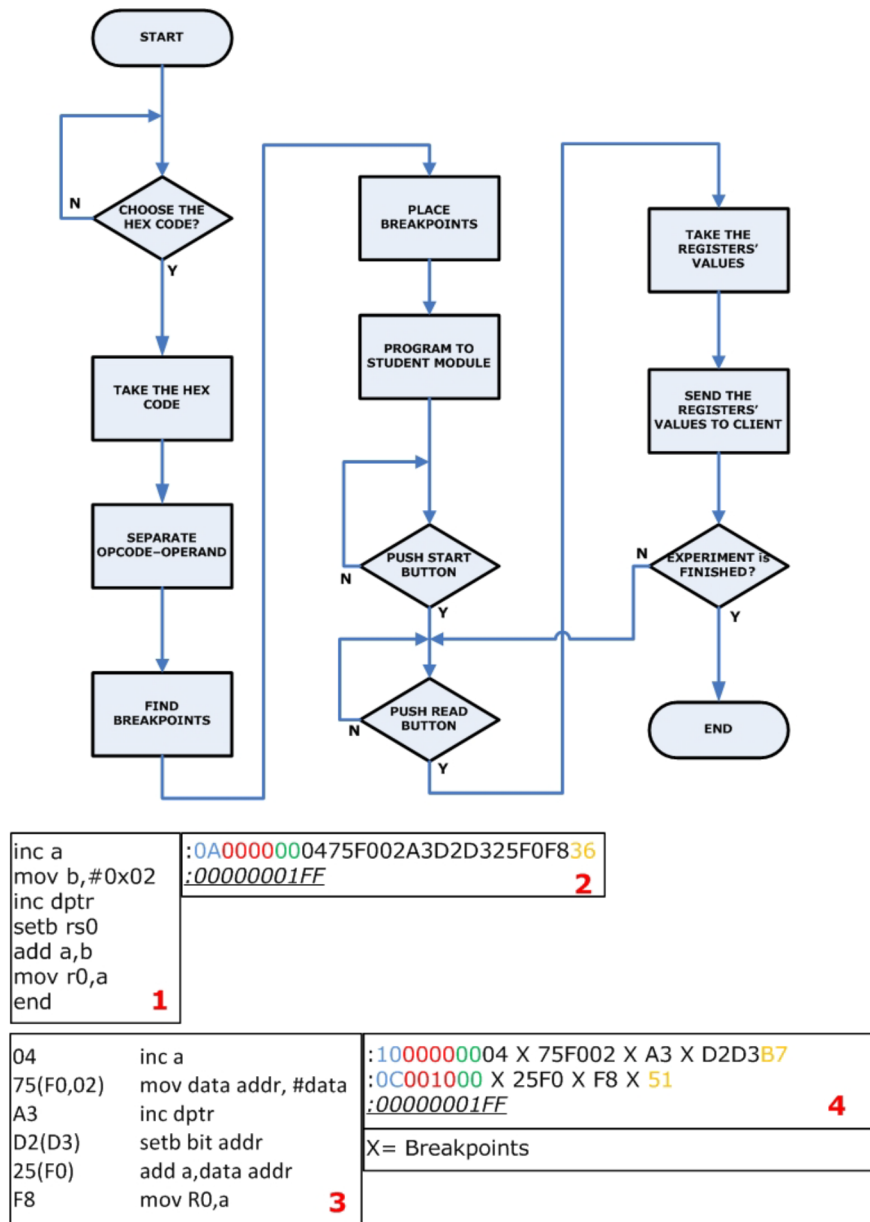 START
CHOOSE THE
HEX CODE?
N
Y
TAKE THE HEX
CODE
SEPARATE
OPCODE–OPERAND
FIND
BREAKPOINTS
PLACE
BREAKPOINTS
PROGRAM TO
STUDENT MODULE
PUSH START
BUTTON
N
Y
PUSH READ
BUTTON
N
Y
TAKE THE
REGISTERS'
VALUES
SEND THE
REGISTERS'
VALUES TO CLIENT
N
EXPERIMENT is
FINISHED?
Y
END
inc a
mov b,#0x02
inc dptr
setb rs0
add a,b
mov r0,a
end
1
:0A0000000475F002A3D2D325F0F836
:00000001FF
2
04 inc a
75(F0,02) mov data addr, #data
A3 inc dptr
D2(D3) setb bit addr
25(F0) add a,data addr
F8 mov R0,a
3
:1000000004 X 75F002 X A3 X D2D3B7
:0C001000 X 25F0 X F8 X 51
:00000001FF
4
X= Breakpoints